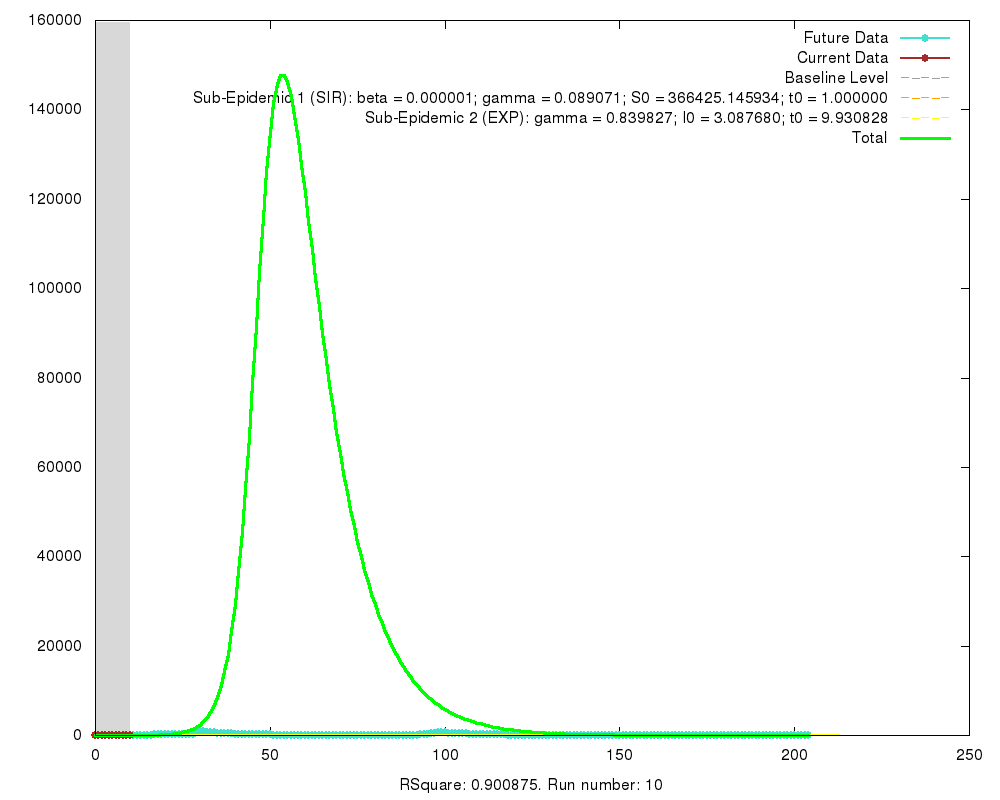 160000
140000
120000
100000
80000
60000
40000
20000
0
Future Data
Current Data
Baseline Level
Sub-Epidemic 1 (SIR): beta = 0.000001; gamma = 0.089071; S0 = 366425.145934; t0 = 1.000000
Sub-Epidemic 2 (EXP): gamma = 0.839827; I0 = 3.087680; t0 = 9.930828
Total
0 50 100 150 200 250
RSquare: 0.900875. Run number: 10